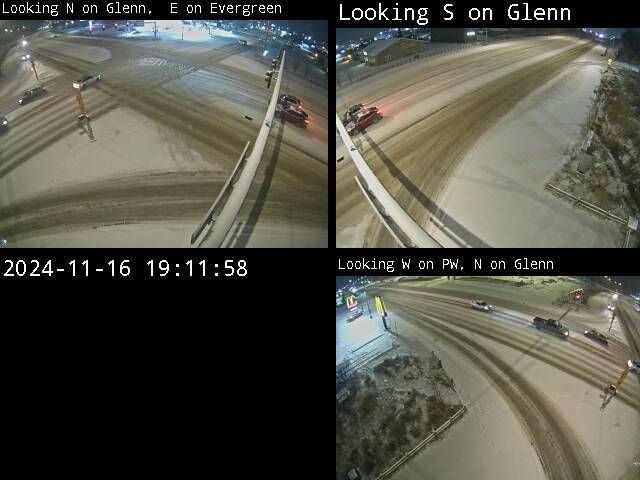 Looking N on Glenn,  E on Evergreen
Looking S on Glenn
2024-11-16 19:11:58
Looking W on PW, N on Glenn